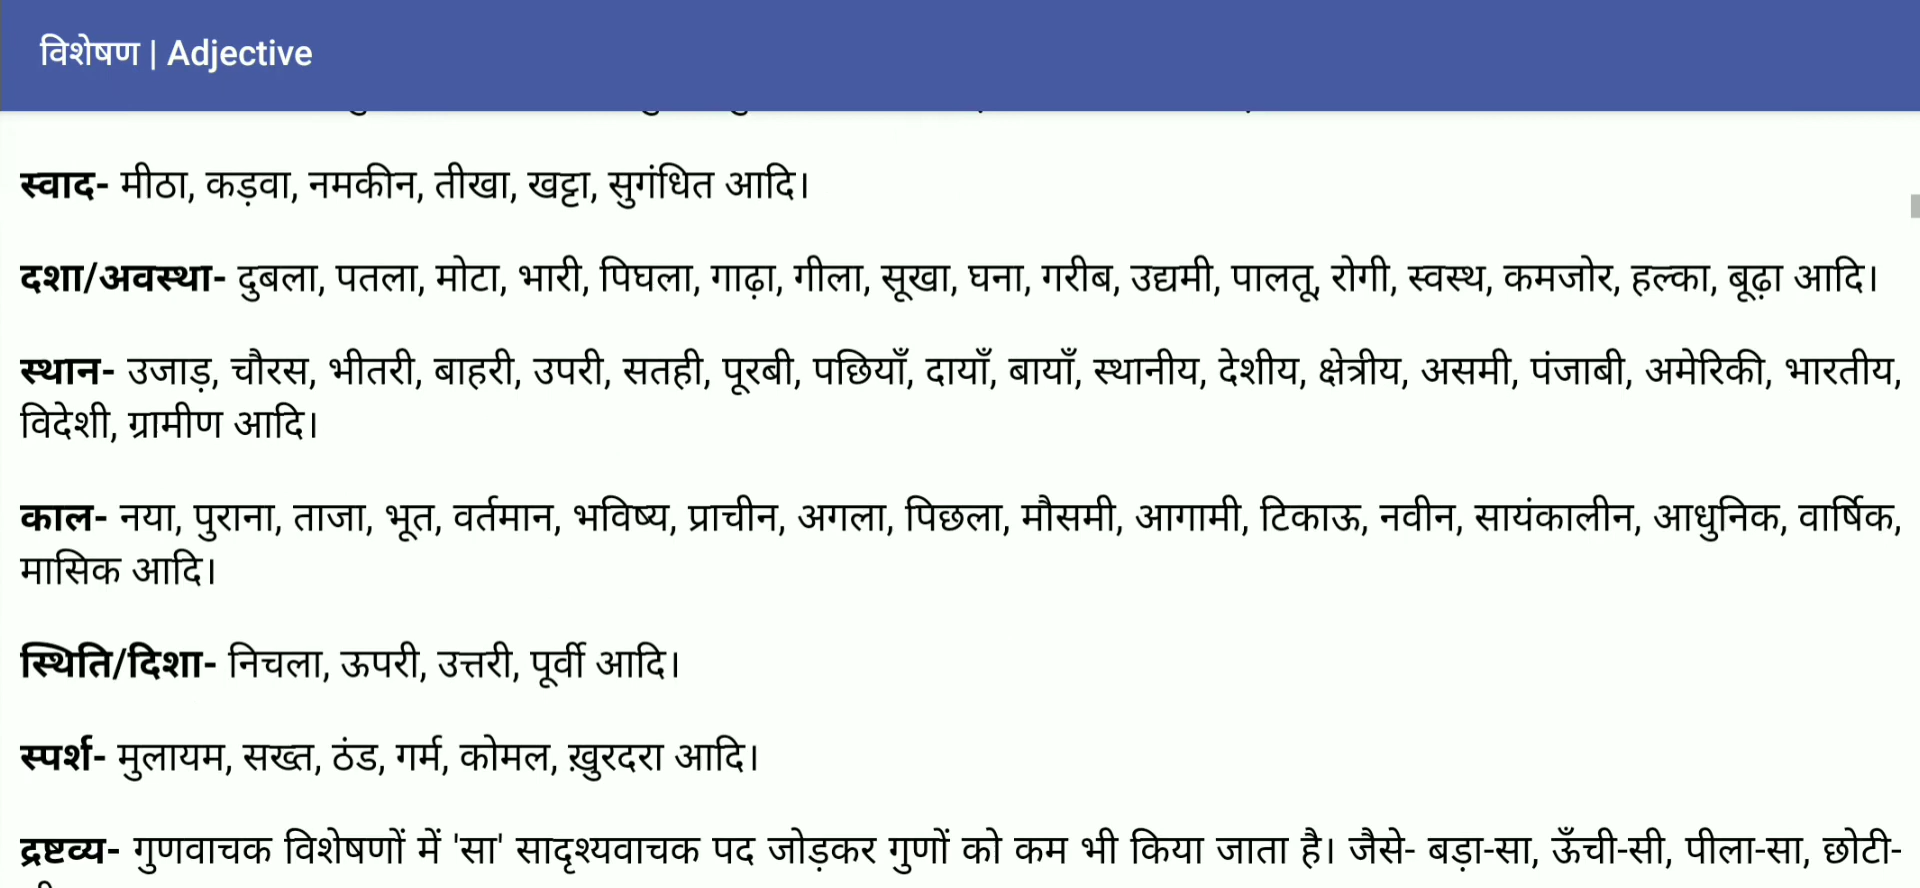 विशेषण | Adjective
स्वाद- मीठा, कड़वा, नमकीन, तीखा, खट्टा, सुगंधित आदि।
दशा/अवस्था- दुबला, पतला, मोटा, भारी, पिघला, गाढ़ा, गीला, सूखा, घना, गरीब, उद्यमी, पालतू, रोगी, स्वस्थ, कमजोर, हल्का, बूढ़ा आदि।
स्थान- उजाड़, चौरस, भीतरी, बाहरी, उपरी, सतही, पूरबी, पछियाँ, दायाँ, बायाँ, स्थानीय, देशीय, क्षेत्रीय, असमी, पंजाबी, अमेरिकी, भारतीय,
विदेशी, ग्रामीण आदि।
काल- नया, पुराना, ताजा, भूत, वर्तमान, भविष्य, प्राचीन, अगला, पिछला, मौसमी, आगामी, टिकाऊ, नवीन, सायंकालीन, आधुनिक, वार्षिक,
मासिक आदि।
स्थिति/दिशा- निचला, ऊपरी, उत्तरी, पूर्वी आदि।
स्पर्श- मुलायम, सख्त, ठंड, गर्म, कोमल, ख़ुरदरा आदि।
द्रष्टव्य- गुणवाचक विशेषणों में 'सा' सादृश्यवाचक पद जोड़कर गुणों को कम भी किया जाता है। जैसे- बड़ा-सा, ऊँची-सी, पीला-सा, छोटी-